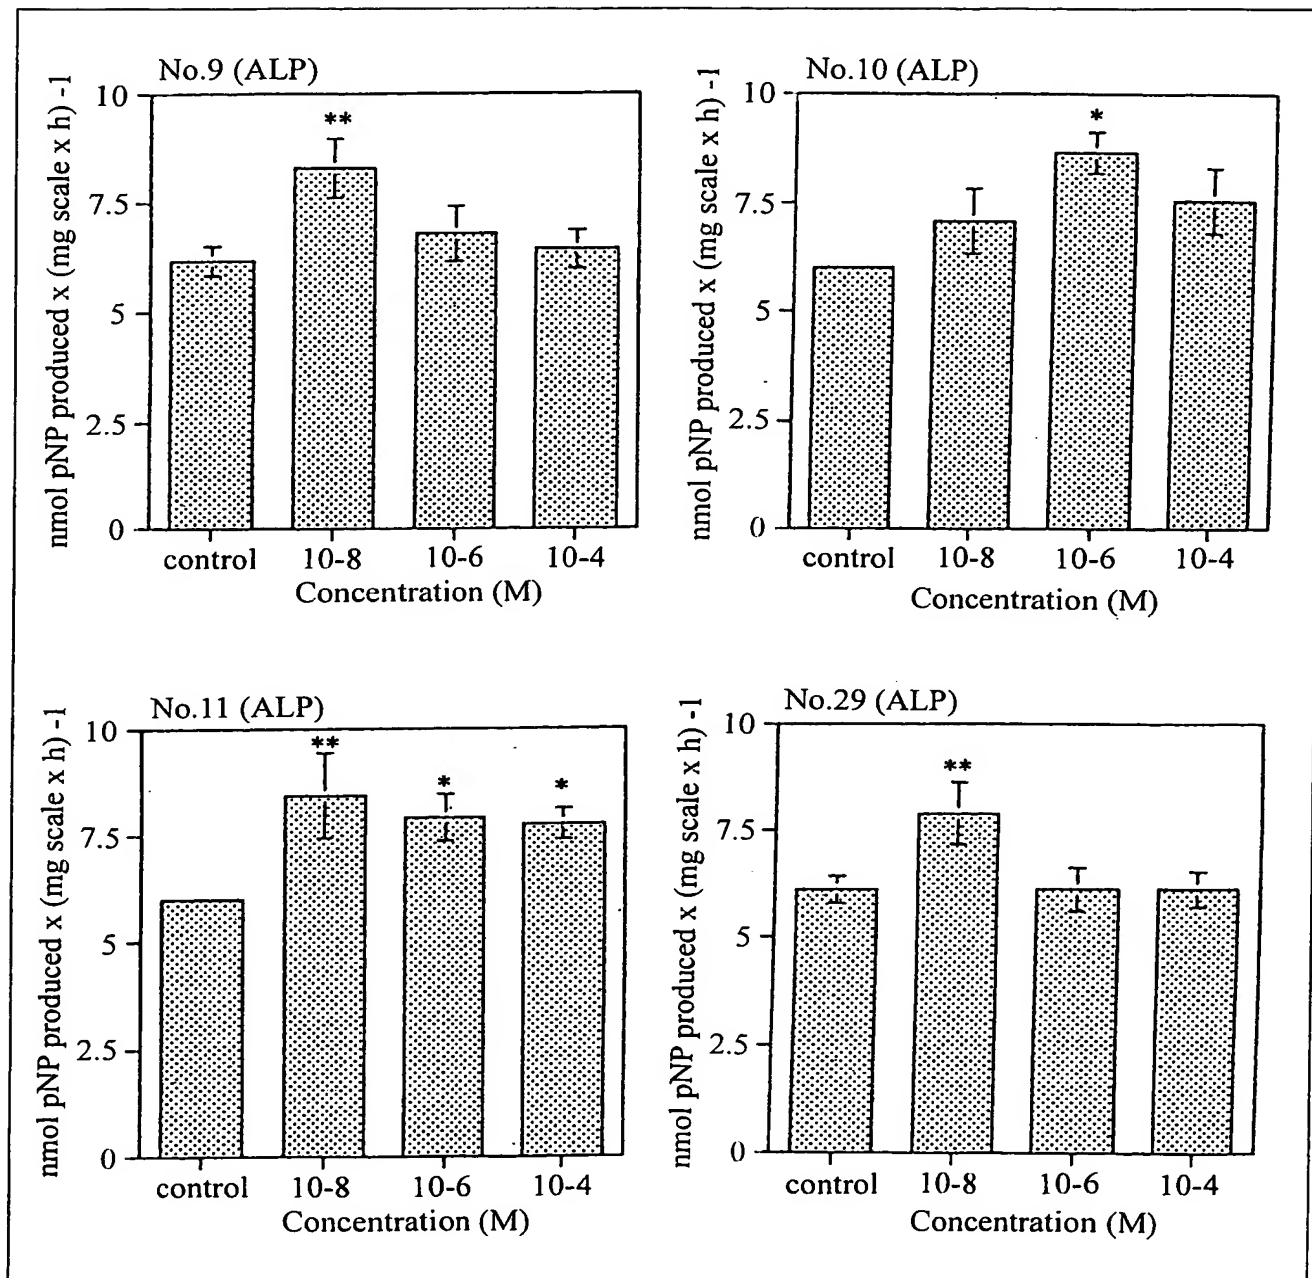 No.9 (ALP)
nmol pNP produced x (mg scale x h) -1
10
7.5
5
2.5
0
**
control 10-8 10-6 10-4
Concentration (M)
No.10 (ALP)
nmol pNP produced x (mg scale x h) -1
10
7.5
5
2.5
0
*
control 10-8 10-6 10-4
Concentration (M)
No.11 (ALP)
nmol pNP produced x (mg scale x h) -1
10
7.5
5
2.5
0
** * *
control 10-8 10-6 10-4
Concentration (M)
No.29 (ALP)
nmol pNP produced x (mg scale x h) -1
10
7.5
5
2.5
0
**
control 10-8 10-6 10-4
Concentration (M)